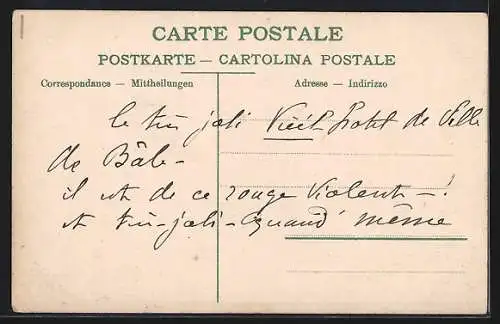 CARTE POSTALE
POSTKARTE — CARTOLINA POSTALE
Correspondance — Mittheilungen
Adresse — Indirizzo
le très joli Vieil Hotel de Ville
de Bâle -
il est de ce rouge violent - !
et très-joli - quand même